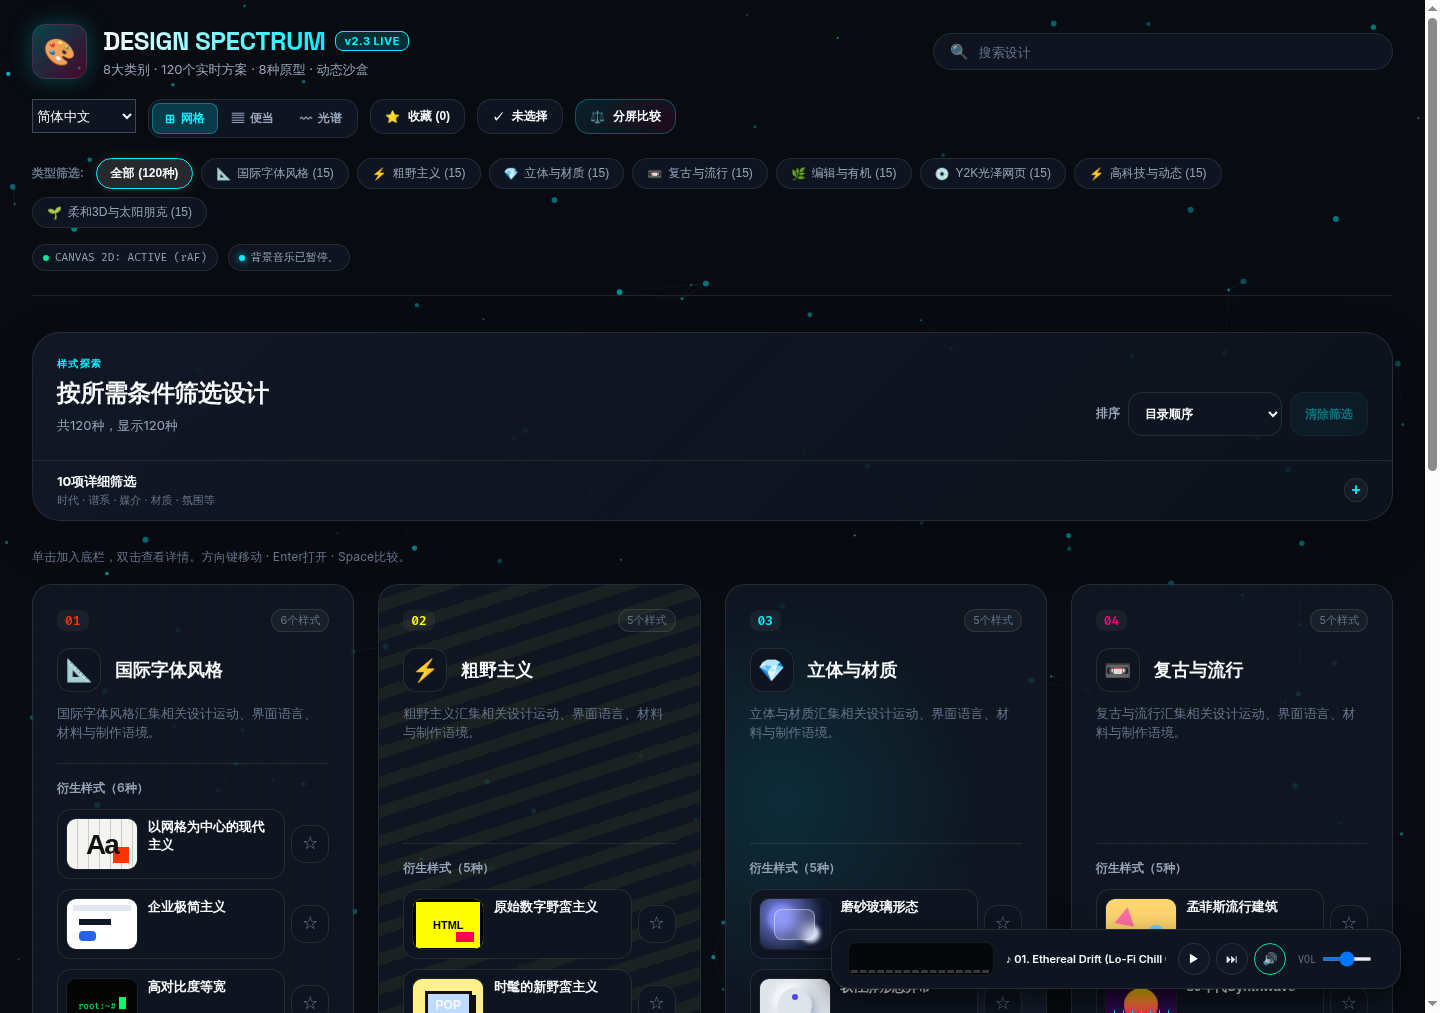 DESIGN SPECTRUM v2.3 LIVE
8大类别 · 120个实时方案 · 8种原型 · 动态沙盒
搜索设计
简体中文 网格 便当 光谱 收藏 (0) ✓ 未选择 分屏比较
类型筛选: 全部 (120种) 国际字体风格 (15) 粗野主义 (15) 立体与材质 (15) 复古与流行 (15) 编辑与有机 (15) Y2K光泽网页 (15) 高科技与动态 (15)
柔和3D与太阳朋克 (15)
CANVAS 2D: ACTIVE (rAF) 背景音乐已暂停。
样式探索
按所需条件筛选设计
共120种，显示120种
排序 目录顺序 清除筛选
10项详细筛选
时代 · 谱系 · 媒介 · 材质 · 氛围等
+
单击加入底栏，双击查看详情。方向键移动 · Enter打开 · Space比较。
01 6个样式
国际字体风格
国际字体风格汇集相关设计运动、界面语言、
材料与制作语境。
衍生样式（6种）
Aa
以网格为中心的现代
主义
企业极简主义
root:~#
高对比度等宽
02 5个样式
粗野主义
粗野主义汇集相关设计运动、界面语言、材料
与制作语境。
衍生样式（5种）
HTML
原始数字野蛮主义
POP
时髦的新野蛮主义
03 5个样式
立体与材质
立体与材质汇集相关设计运动、界面语言、材
料与制作语境。
衍生样式（5种）
磨砂玻璃形态
04 5个样式
复古与流行
复古与流行汇集相关设计运动、界面语言、材
料与制作语境。
衍生样式（5种）
孟菲斯流行建筑
♪ 01. Ethereal Drift (Lo-Fi Chill
VOL